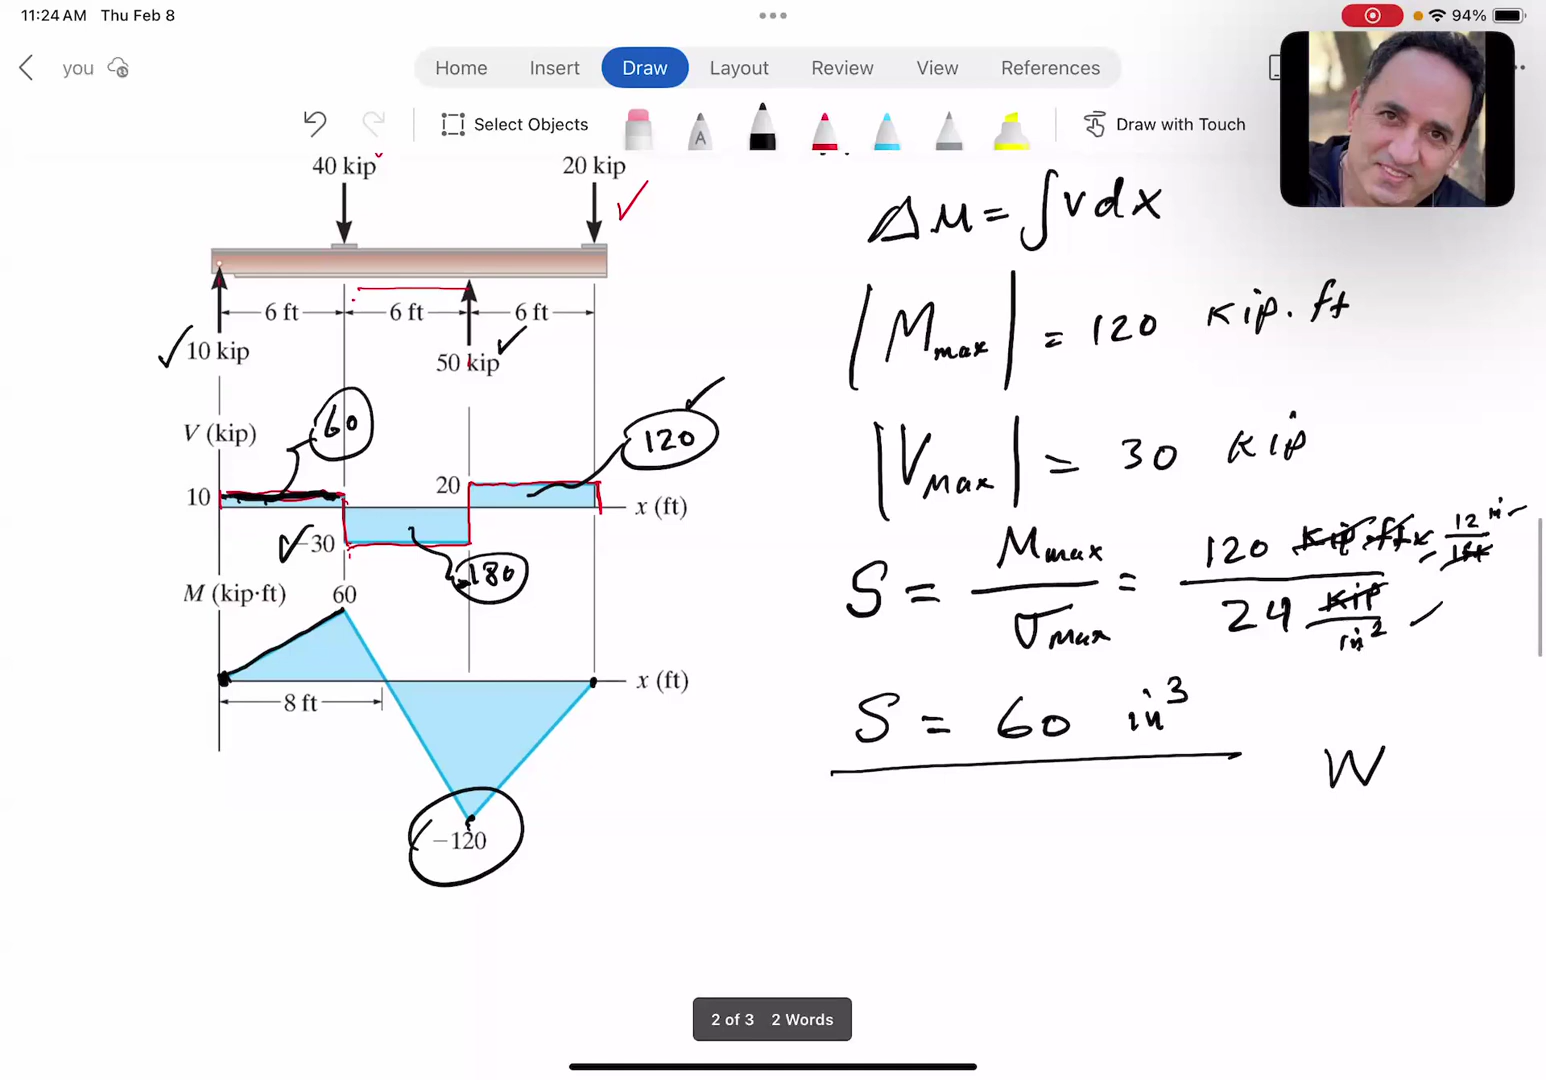 11:24 AM Thu Feb 8
94%
you
Home Insert Draw Layout Review View References
Select Objects
A
Draw with Touch
40 kip
20 kip
6 ft
6 ft
6 ft
10 kip
50 kip
V (kip)
60
120
10
20
x (ft)
−30
180
M (kip·ft)
60
x (ft)
8 ft
−120
ΔM = ∫ V dx
|Mmax| = 120 kip. ft
|Vmax| = 30 kip
S = Mmax / σmax = 120 kip.ft x 12 in / 1ft / 24 kip / in²
S = 60 in³
W
2 of 3 2 Words